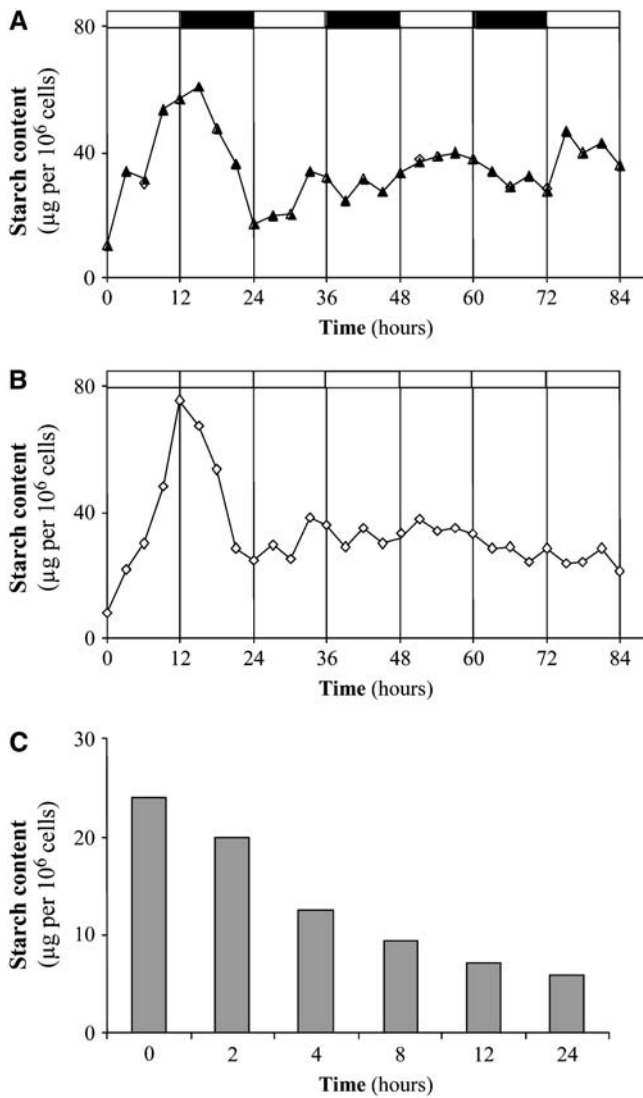 A
Starch content
(µg per 10⁶ cells)
80
40
0
0 12 24 36 48 60 72 84
Time (hours)
B
Starch content
(µg per 10⁶ cells)
80
40
0
0 12 24 36 48 60 72 84
Time (hours)
C
Starch content
(µg per 10⁶ cells)
30
20
10
0
0 2 4 8 12 24
Time (hours)